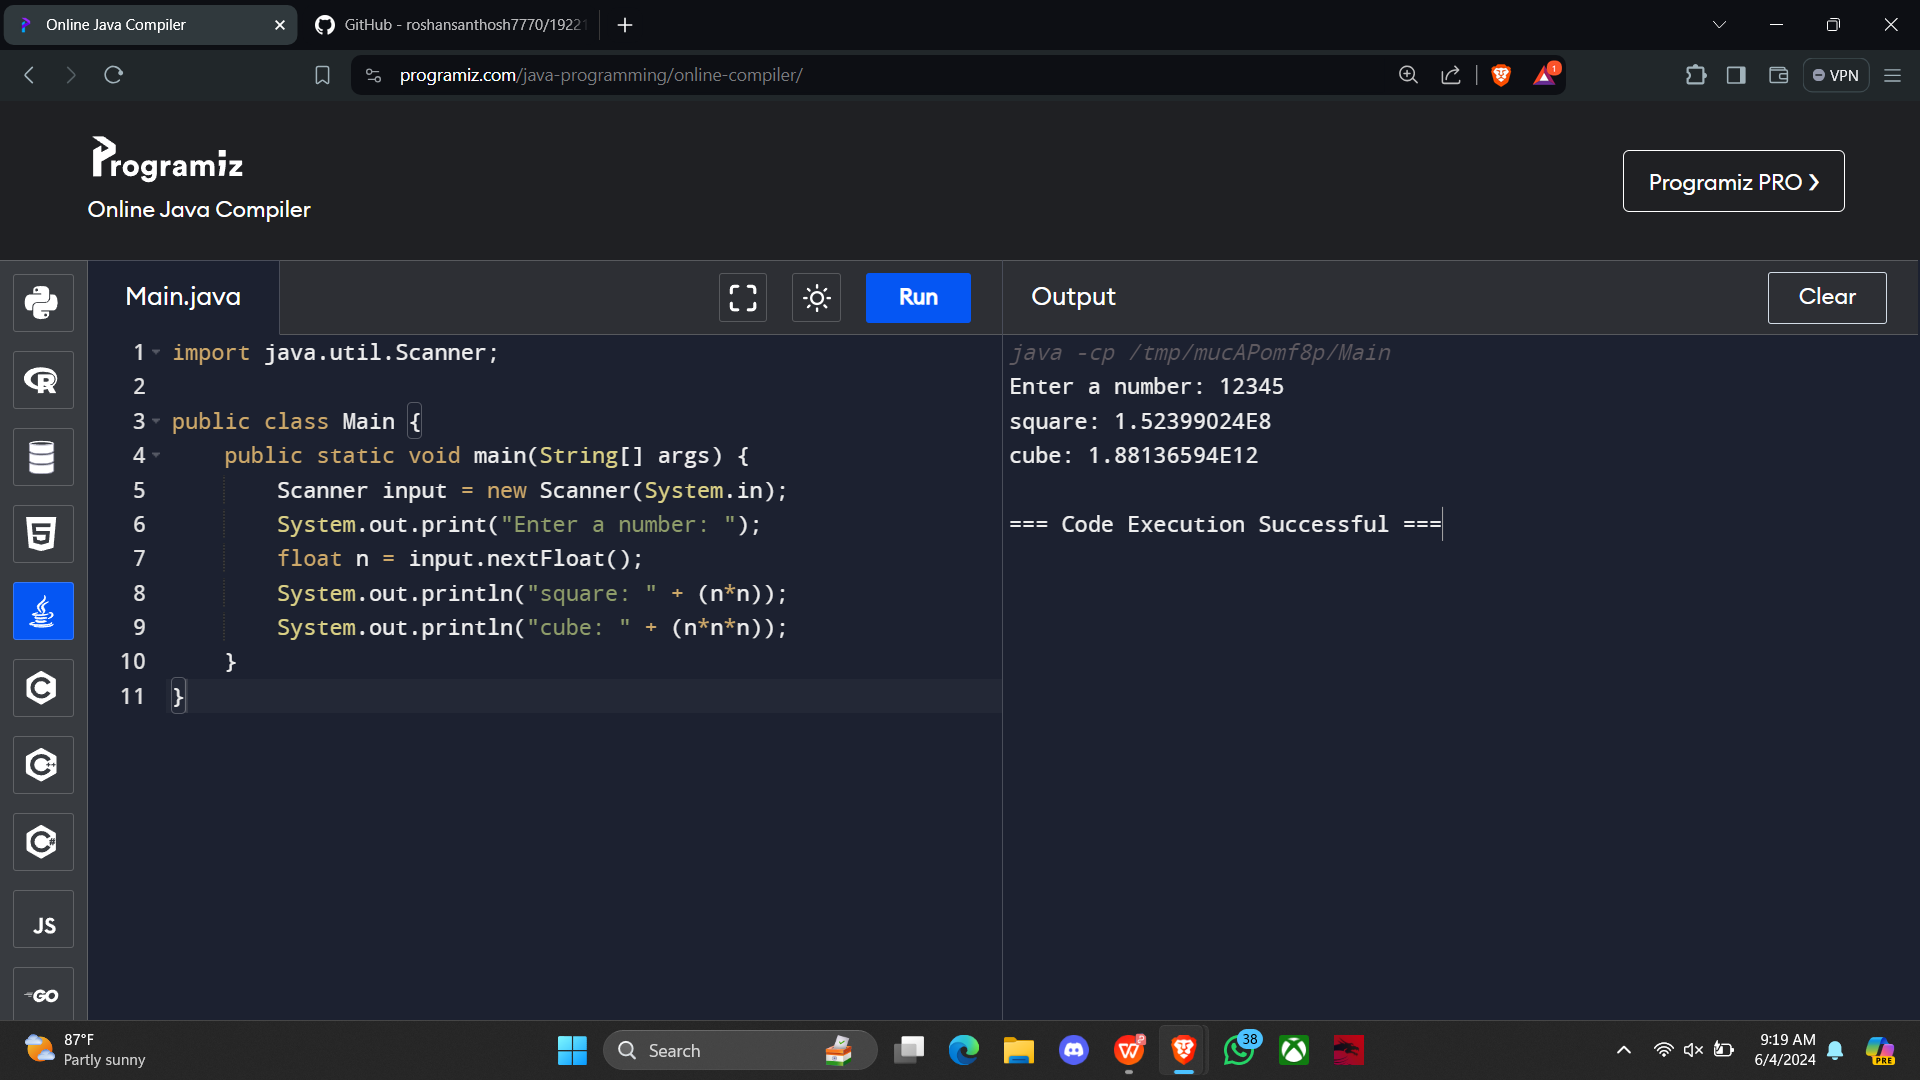 Online Java Compiler
GitHub - roshansanthosh7770/1922
programiz.com/java-programming/online-compiler/
1
VPN
Programiz
Online Java Compiler
Programiz PRO ❯
Main.java
Run
Output
Clear
1 import java.util.Scanner;
2
3 public class Main {
4 public static void main(String[] args) {
5 Scanner input = new Scanner(System.in);
6 System.out.print("Enter a number: ");
7 float n = input.nextFloat();
8 System.out.println("square: " + (n*n));
9 System.out.println("cube: " + (n*n*n));
10 }
11 }
java -cp /tmp/mucAPomf8p/Main
Enter a number: 12345
square: 1.52399024E8
cube: 1.88136594E12
=== Code Execution Successful ===
R
5
C
C++
C#
JS
GO
87°F
Partly sunny
Search
W
38
9:19 AM
6/4/2024
PRE